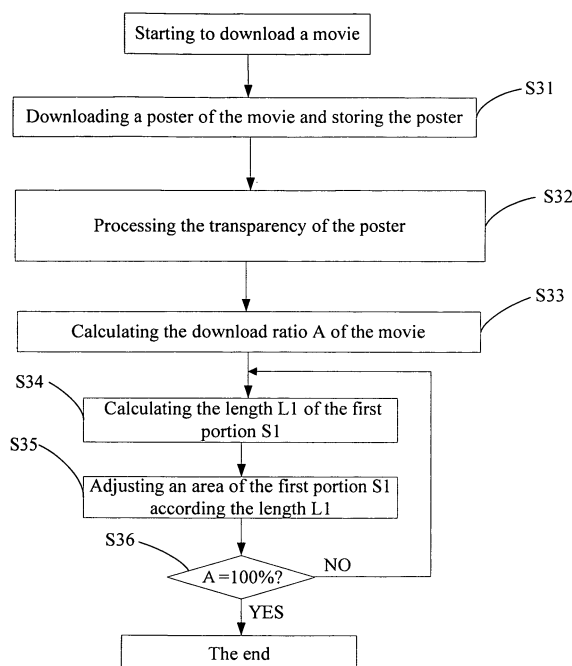 Starting to download a movie
S31
Downloading a poster of the movie and storing the poster
S32
Processing the transparency of the poster
S33
Calculating the download ratio A of the movie
S34
Calculating the length L1 of the first
portion S1
S35
Adjusting an area of the first portion S1
according the length L1
S36
A=100%?
NO
YES
The end